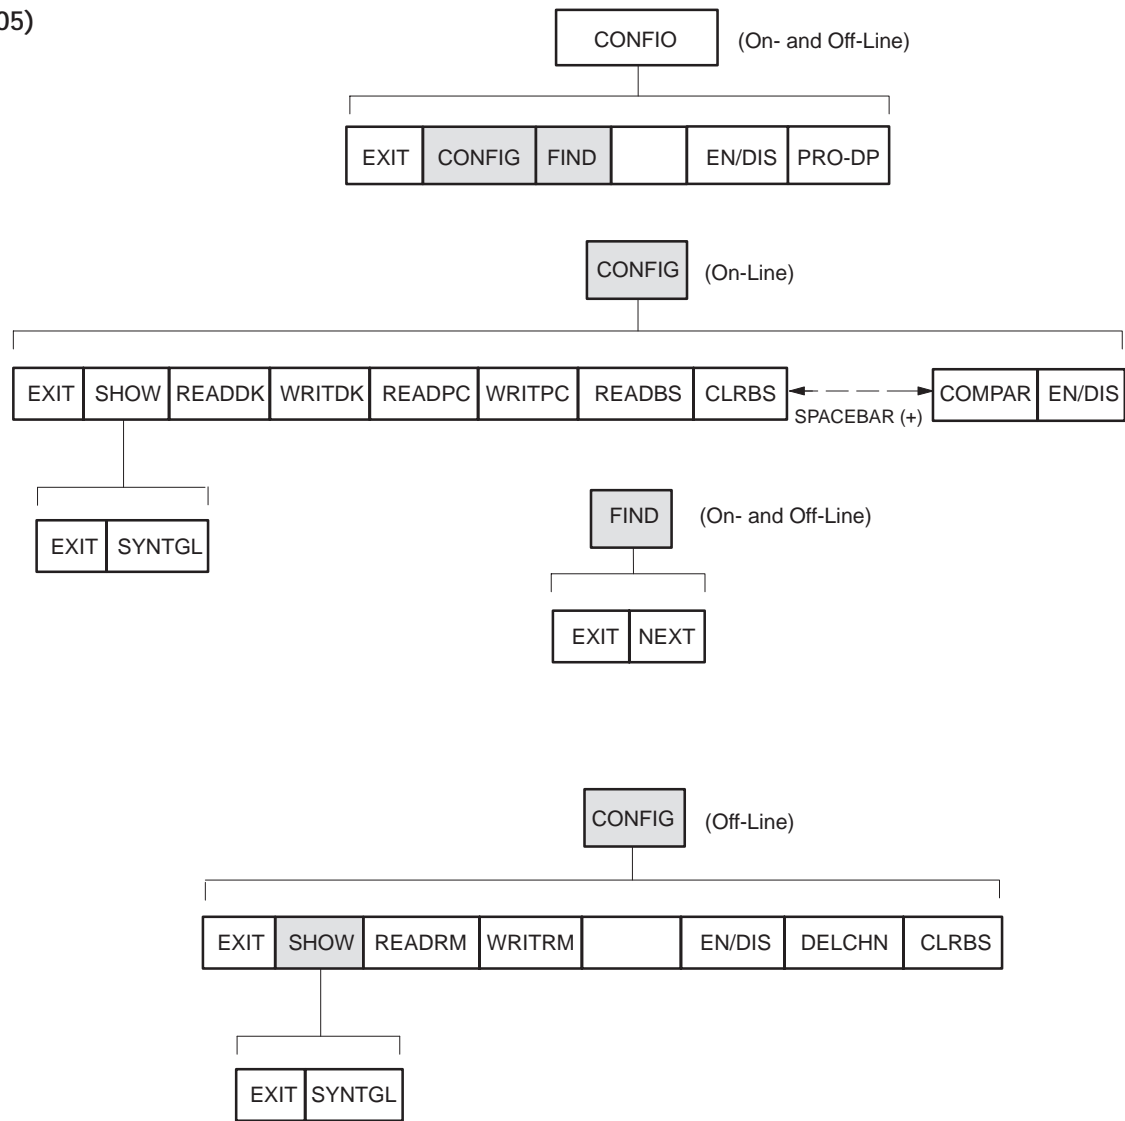 05)
CONFIO (On- and Off-Line)
EXIT CONFIG FIND EN/DIS PRO-DP
CONFIG (On-Line)
EXIT SHOW READDK WRITDK READPC WRITPC READBS CLRBS COMPAR EN/DIS
SPACEBAR (+)
FIND (On- and Off-Line)
EXIT SYNTGL
EXIT NEXT
CONFIG (Off-Line)
EXIT SHOW READRM WRITRM EN/DIS DELCHN CLRBS
EXIT SYNTGL